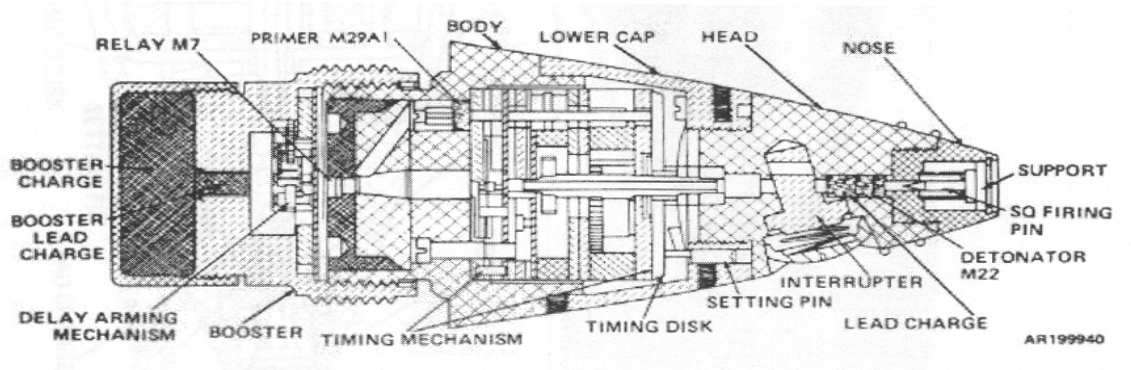 BODY
RELAY M7
PRIMER M29A1
LOWER CAP
HEAD
NOSE
BOOSTER
CHARGE
BOOSTER
LEAD
CHARGE
SUPPORT
SQ FIRING
PIN
DETONATOR
M22
INTERRUPTER
SETTING PIN
LEAD CHARGE
DELAY ARMING
MECHANISM
BOOSTER
TIMING MECHANISM
TIMING DISK
AR199940